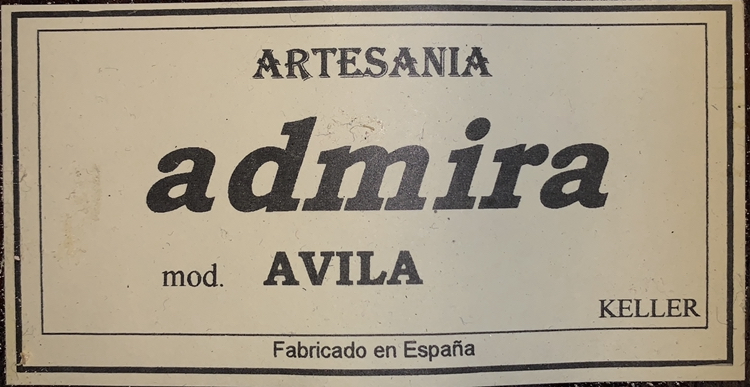 ARTESANIA
admira
mod. AVILA
KELLER
Fabricado en España